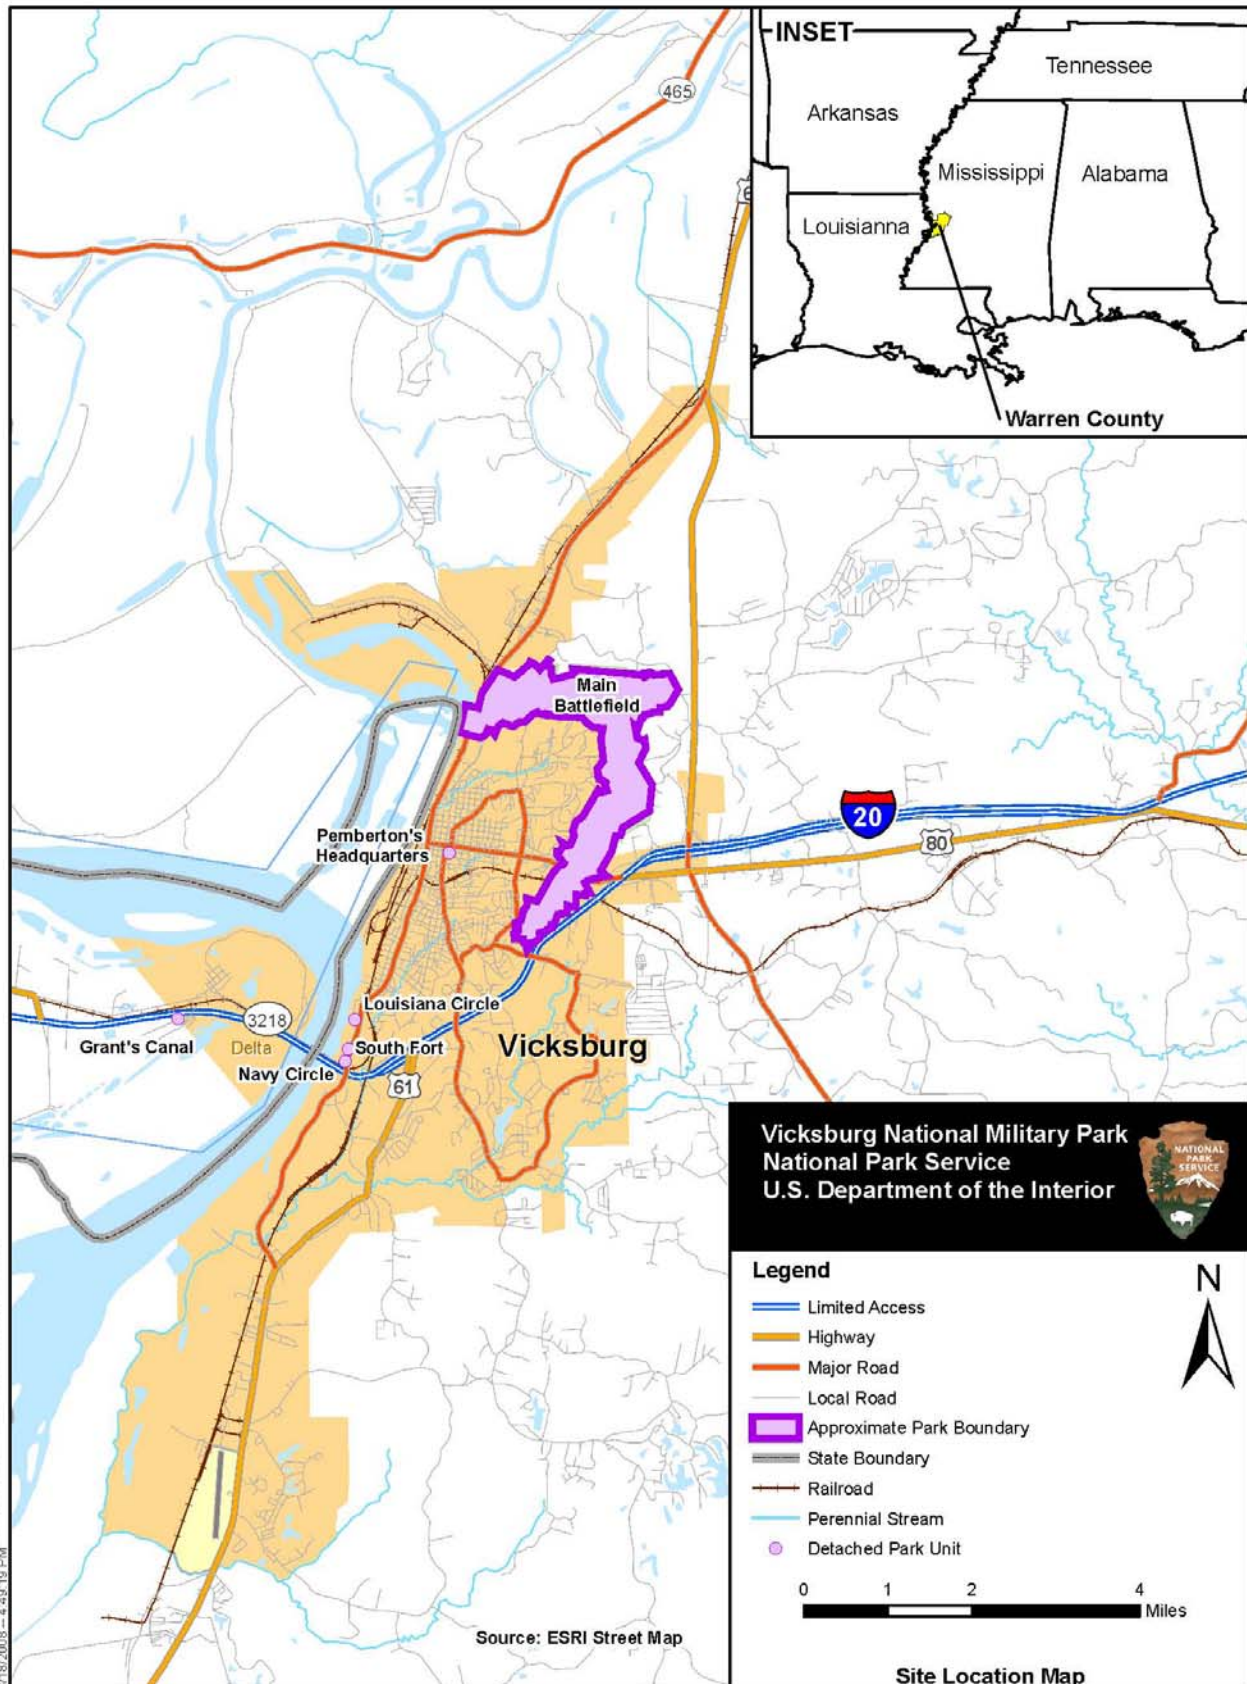 INSET
Tennessee
Arkansas
Mississippi
Alabama
Louisianna
Warren County
465
Main
Battlefield
20
80
Pemberton's
Headquarters
Louisiana Circle
3218
Grant's Canal
Delta
South Fort
Navy Circle
Vicksburg
61
Vicksburg National Military Park
National Park Service
U.S. Department of the Interior
NATIONAL
PARK
SERVICE
Legend
N
Limited Access
Highway
Major Road
Local Road
Approximate Park Boundary
State Boundary
Railroad
Perennial Stream
Detached Park Unit
0 1 2 4
Miles
Source: ESRI Street Map
Site Location Map